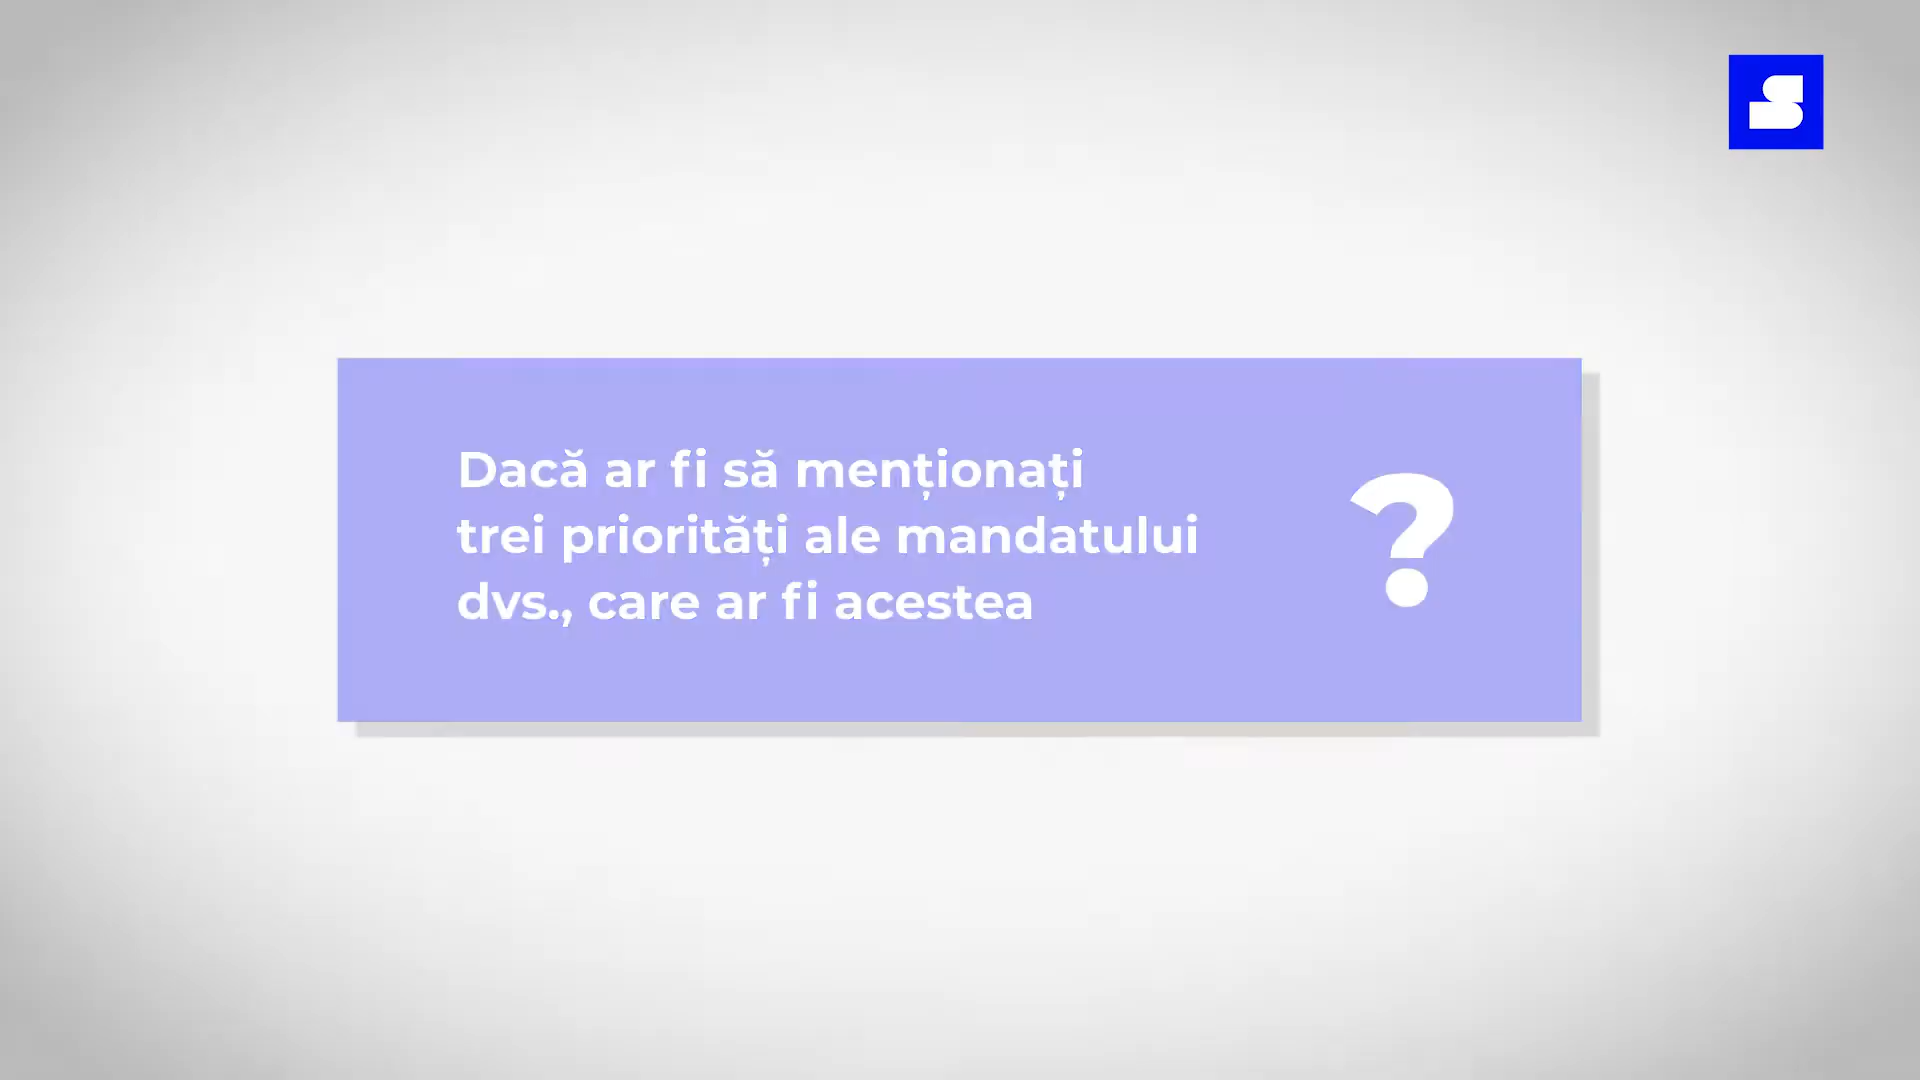 Dacă ar fi să menționați
trei priorități ale mandatului
dvs., care ar fi acestea
?